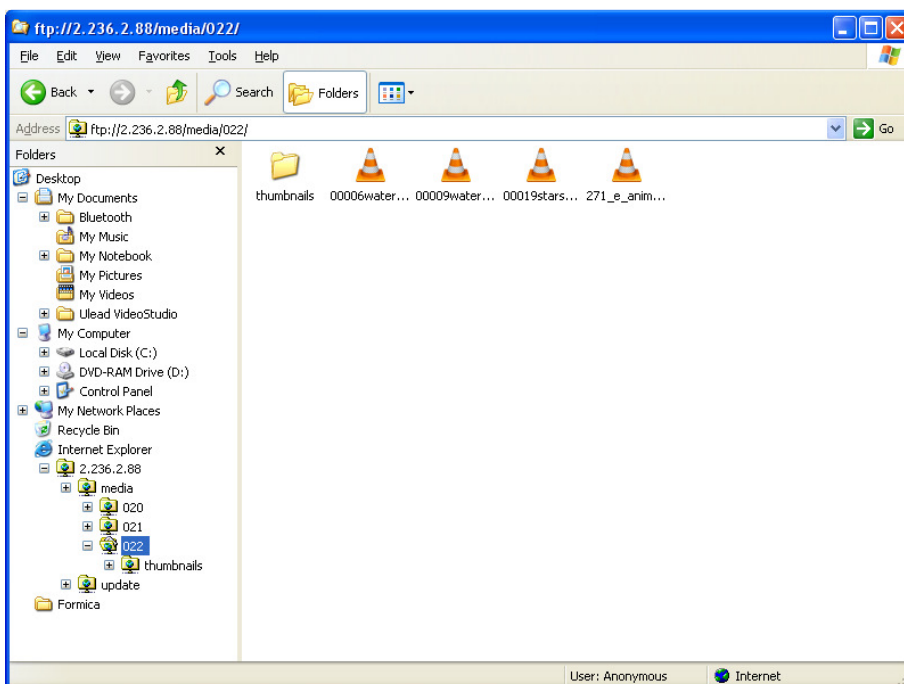 ftp://2.236.2.88/media/022/
File Edit View Favorites Tools Help
Back Search Folders
Address ftp://2.236.2.88/media/022/ Go
Folders
Desktop
My Documents
Bluetooth
My Music
My Notebook
My Pictures
My Videos
Ulead VideoStudio
My Computer
Local Disk (C:)
DVD-RAM Drive (D:)
Control Panel
My Network Places
Recycle Bin
Internet Explorer
2.236.2.88
media
020
021
022
thumbnails
update
Formica
thumbnails 00006water... 00009water... 00019stars... 271_e_anim...
User: Anonymous Internet